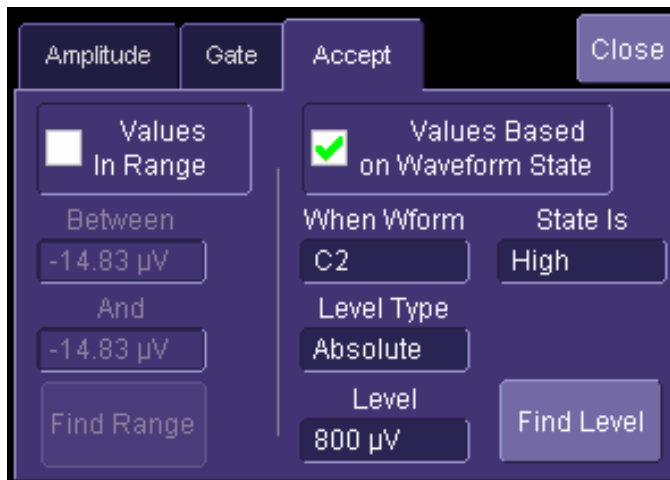 Amplitude
Gate
Accept
Close
Values
In Range
Values Based
on Waveform State
Between
-14.83 µV
And
-14.83 µV
Find Range
When Wform
State Is
C2
High
Level Type
Absolute
Level
800 µV
Find Level